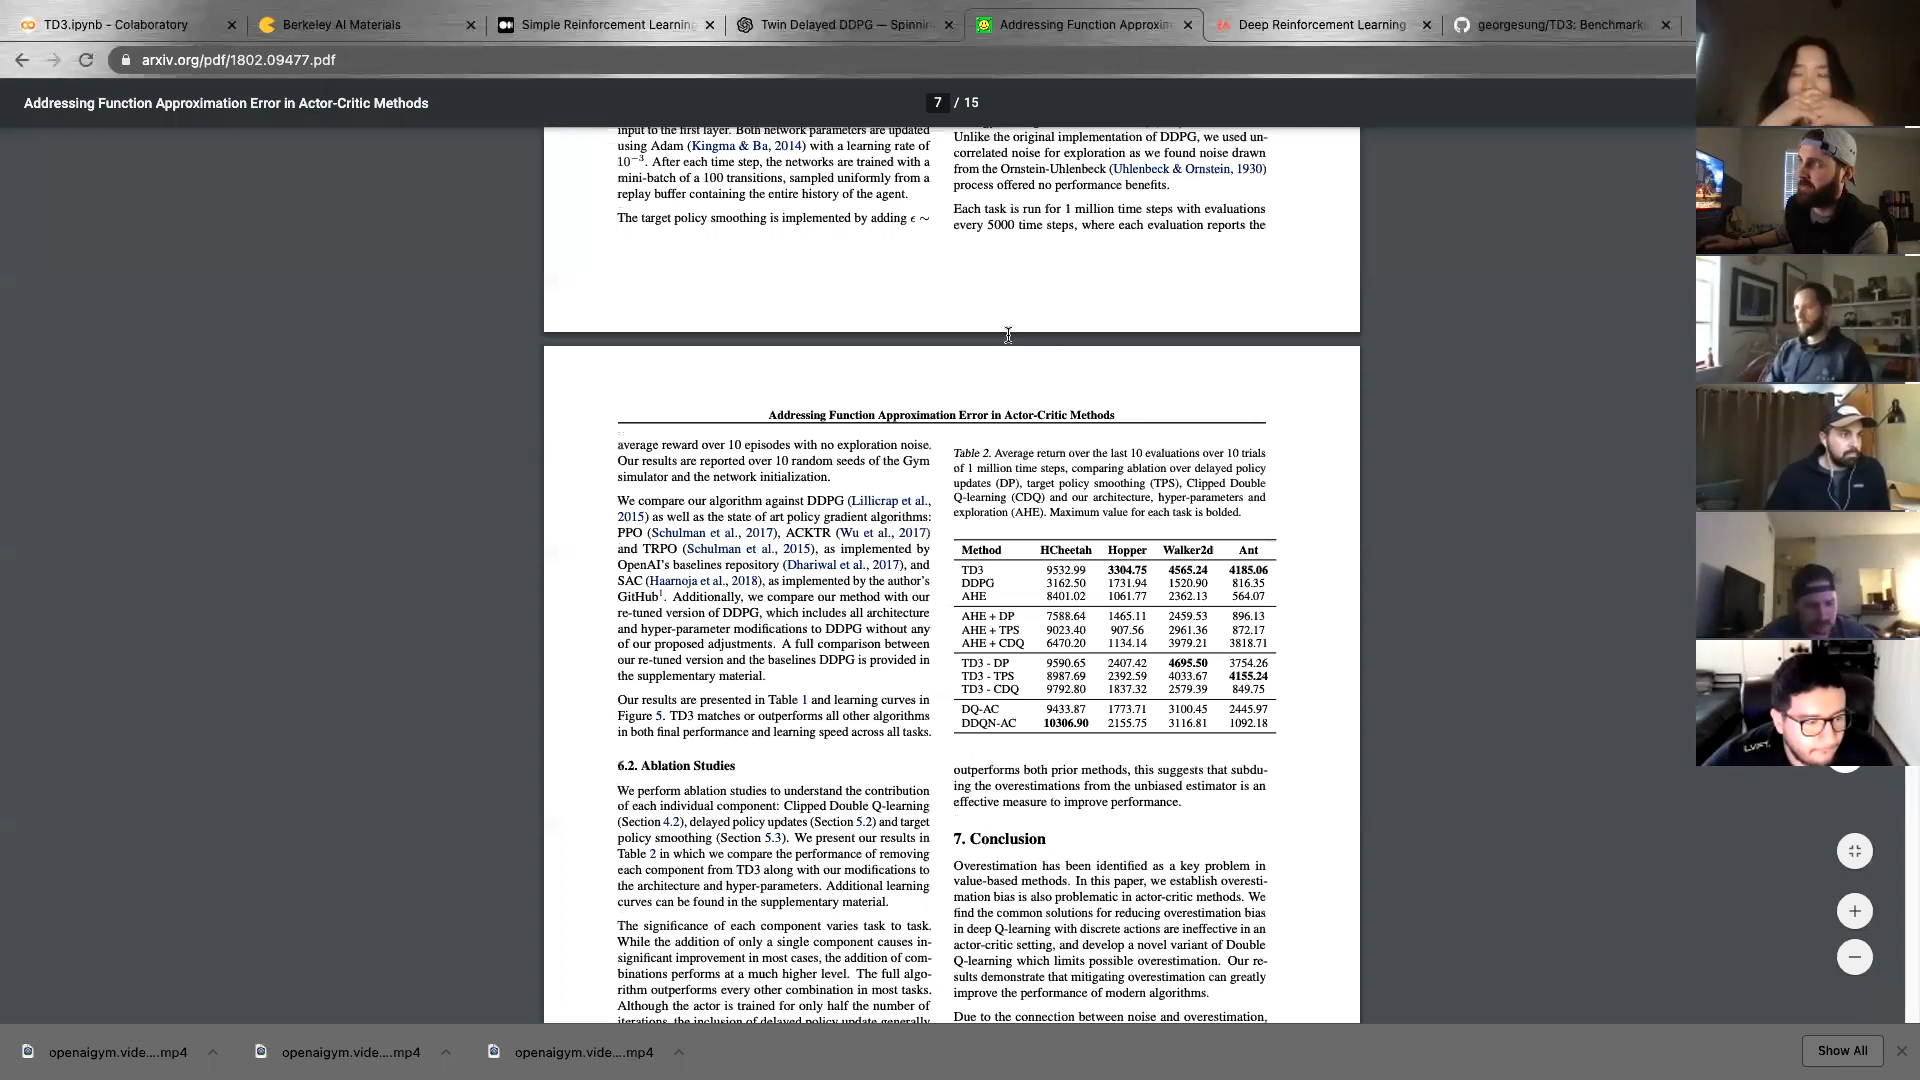 TD3.ipynb - Colaboratory
Berkeley AI Materials
Simple Reinforcement Learning
Twin Delayed DDPG — Spinnin
Addressing Function Approxim
Deep Reinforcement Learning
georgesung/TD3: Benchmark
arxiv.org/pdf/1802.09477.pdf
Addressing Function Approximation Error in Actor-Critic Methods
7 / 15
input to the first layer. Both network parameters are updated
using Adam (Kingma & Ba, 2014) with a learning rate of
10⁻³. After each time step, the networks are trained with a
mini-batch of a 100 transitions, sampled uniformly from a
replay buffer containing the entire history of the agent.
The target policy smoothing is implemented by adding ϵ ∼
Unlike the original implementation of DDPG, we used un-
correlated noise for exploration as we found noise drawn
from the Ornstein-Uhlenbeck (Uhlenbeck & Ornstein, 1930)
process offered no performance benefits.
Each task is run for 1 million time steps with evaluations
every 5000 time steps, where each evaluation reports the
Addressing Function Approximation Error in Actor-Critic Methods
average reward over 10 episodes with no exploration noise.
Our results are reported over 10 random seeds of the Gym
simulator and the network initialization.
We compare our algorithm against DDPG (Lillicrap et al.,
2015) as well as the state of art policy gradient algorithms:
PPO (Schulman et al., 2017), ACKTR (Wu et al., 2017)
and TRPO (Schulman et al., 2015), as implemented by
OpenAI's baselines repository (Dhariwal et al., 2017), and
SAC (Haarnoja et al., 2018), as implemented by the author's
GitHub¹. Additionally, we compare our method with our
re-tuned version of DDPG, which includes all architecture
and hyper-parameter modifications to DDPG without any
of our proposed adjustments. A full comparison between
our re-tuned version and the baselines DDPG is provided in
the supplementary material.
Our results are presented in Table 1 and learning curves in
Figure 5. TD3 matches or outperforms all other algorithms
in both final performance and learning speed across all tasks.
6.2. Ablation Studies
We perform ablation studies to understand the contribution
of each individual component: Clipped Double Q-learning
(Section 4.2), delayed policy updates (Section 5.2) and target
policy smoothing (Section 5.3). We present our results in
Table 2 in which we compare the performance of removing
each component from TD3 along with our modifications to
the architecture and hyper-parameters. Additional learning
curves can be found in the supplementary material.
The significance of each component varies task to task.
While the addition of only a single component causes in-
significant improvement in most cases, the addition of com-
binations performs at a much higher level. The full algo-
rithm outperforms every other combination in most tasks.
Although the actor is trained for only half the number of
iterations, the inclusion of delayed policy update generally
Table 2. Average return over the last 10 evaluations over 10 trials
of 1 million time steps, comparing ablation over delayed policy
updates (DP), target policy smoothing (TPS), Clipped Double
Q-learning (CDQ) and our architecture, hyper-parameters and
exploration (AHE). Maximum value for each task is bolded.
Method HCheetah Hopper Walker2d Ant
TD3 9532.99 3304.75 4565.24 4185.06
DDPG 3162.50 1731.94 1520.90 816.35
AHE 8401.02 1061.77 2362.13 564.07
AHE + DP 7588.64 1465.11 2459.53 896.13
AHE + TPS 9023.40 907.56 2961.36 872.17
AHE + CDQ 6470.20 1134.14 3979.21 3818.71
TD3 - DP 9590.65 2407.42 4695.50 3754.26
TD3 - TPS 8987.69 2392.59 4033.67 4155.24
TD3 - CDQ 9792.80 1837.32 2579.39 849.75
DQ-AC 9433.87 1773.71 3100.45 2445.97
DDQN-AC 10306.90 2155.75 3116.81 1092.18
outperforms both prior methods, this suggests that subdu-
ing the overestimations from the unbiased estimator is an
effective measure to improve performance.
7. Conclusion
Overestimation has been identified as a key problem in
value-based methods. In this paper, we establish overesti-
mation bias is also problematic in actor-critic methods. We
find the common solutions for reducing overestimation bias
in deep Q-learning with discrete actions are ineffective in an
actor-critic setting, and develop a novel variant of Double
Q-learning which limits possible overestimation. Our re-
sults demonstrate that mitigating overestimation can greatly
improve the performance of modern algorithms.
Due to the connection between noise and overestimation,
openaigym.vide....mp4
openaigym.vide....mp4
openaigym.vide....mp4
Show All